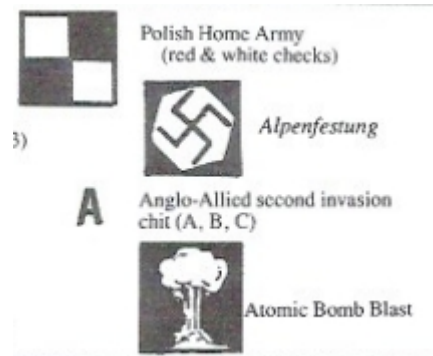 Polish Home Army
(red & white checks)
3)
Alpenfestung
A
Anglo-Allied second invasion
chit (A, B, C)
Atomic Bomb Blast